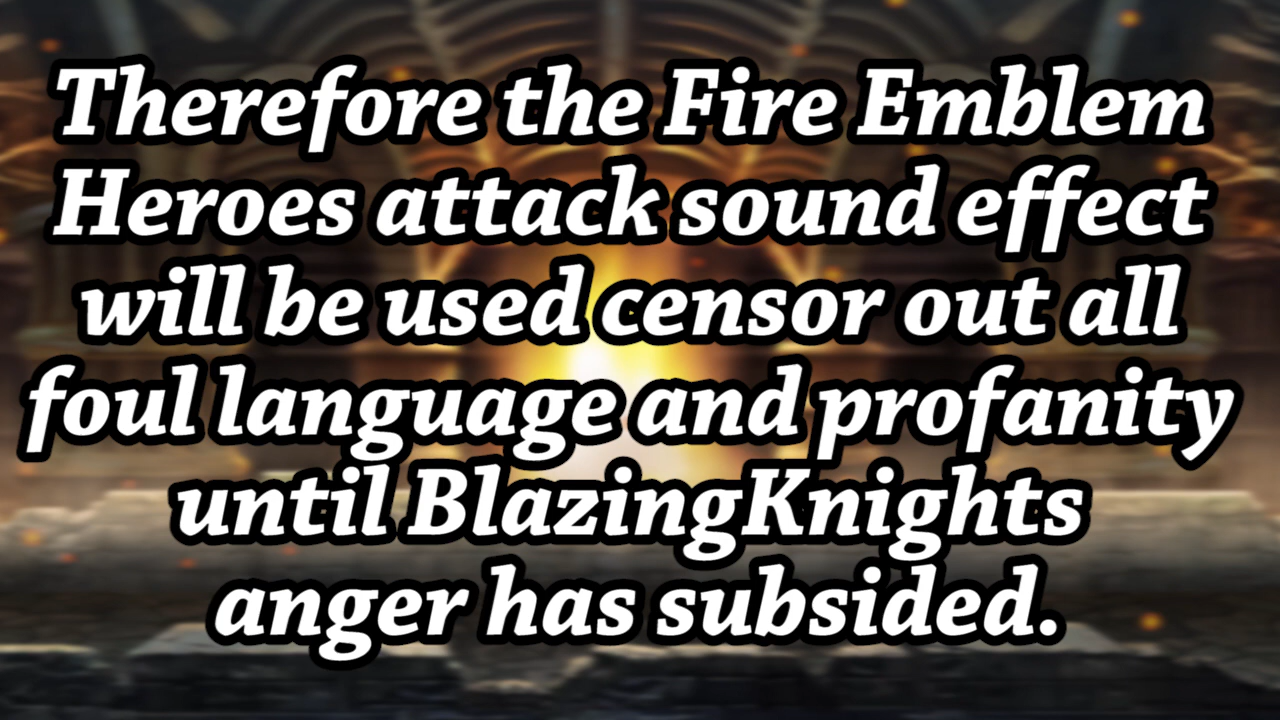 Therefore the Fire Emblem
Heroes attack sound effect
will be used censor out all
foul language and profanity
until BlazingKnights
anger has subsided.